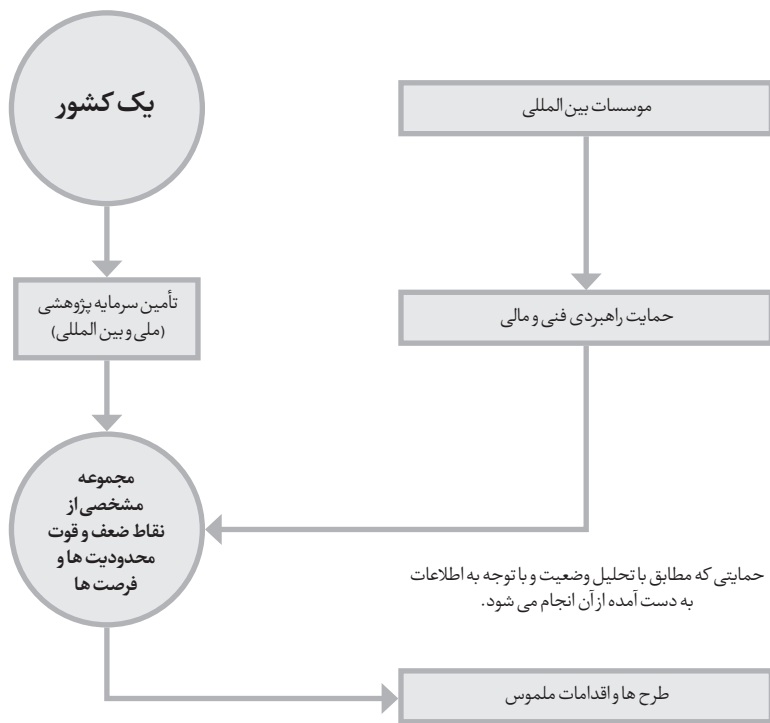 یک کشور
موسسات بین المللی
تأمین سرمایه پژوهشی
(ملی و بین المللی)
حمایت راهبردی فنی و مالی
مجموعه
مشخصی از
نقاط ضعف و قوت
محدودیت ها و
فرصت ها
حمایتی که مطابق با تحلیل وضعیت و با توجه به اطلاعات
به دست آمده از آن انجام می شود.
طرح ها و اقدامات ملموس